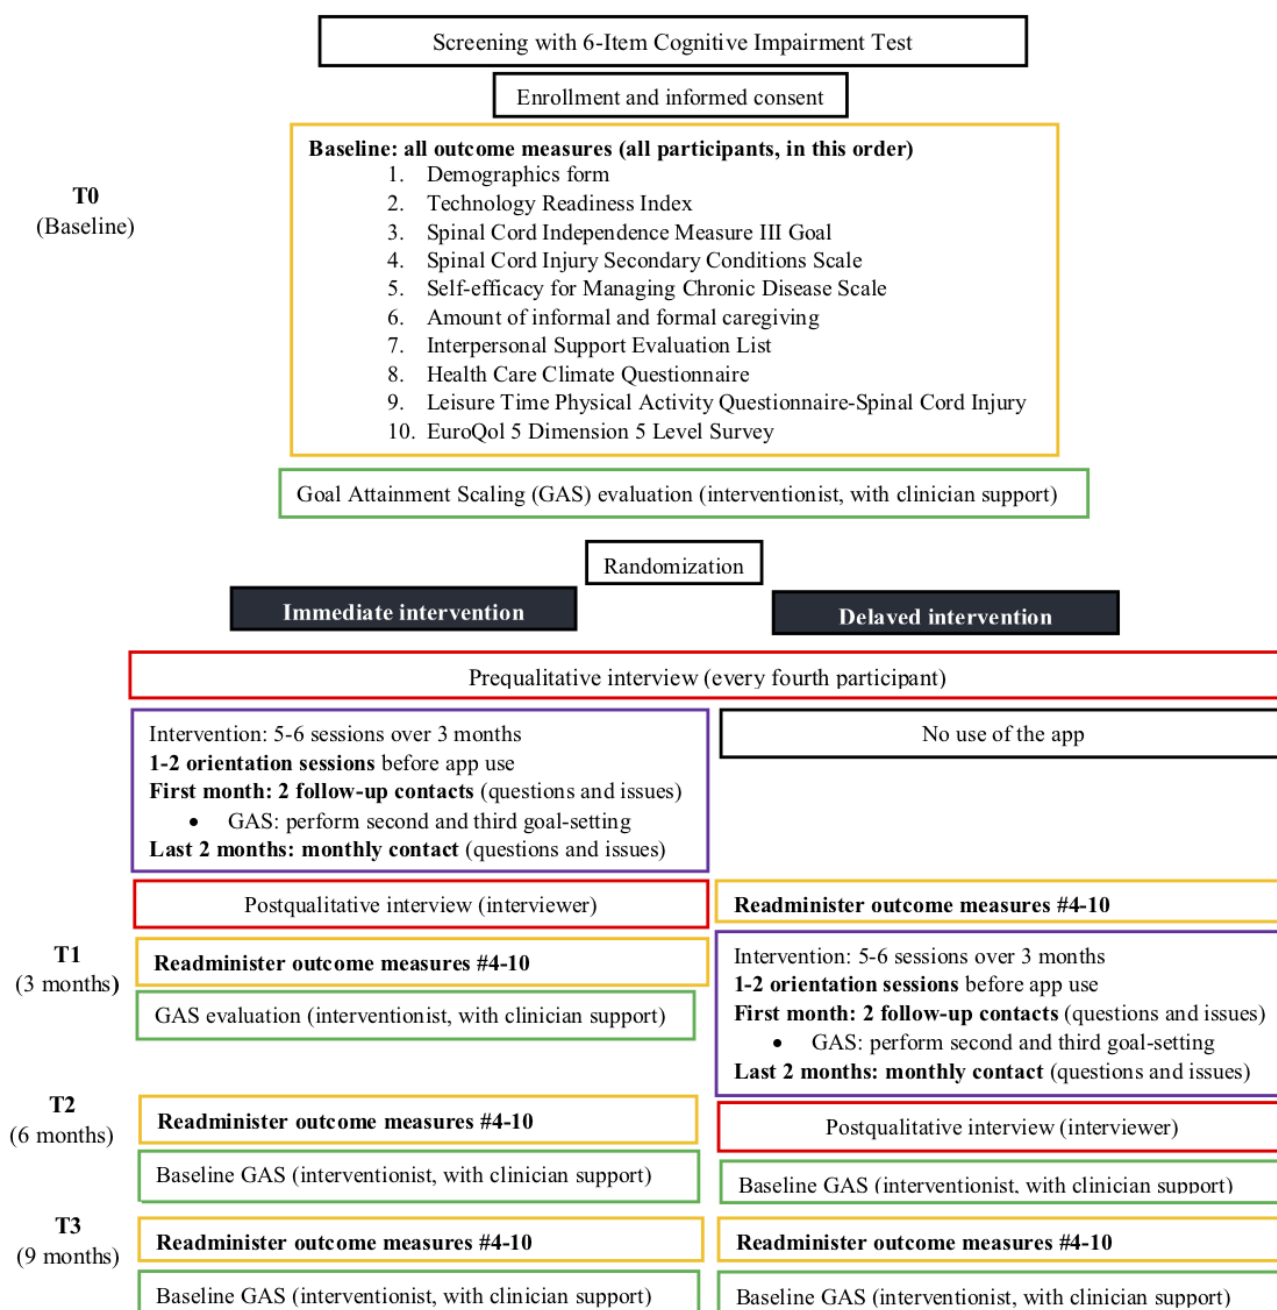 Screening with 6-Item Cognitive Impairment Test
Enrollment and informed consent
T0
(Baseline)
Baseline: all outcome measures (all participants, in this order)
1. Demographics form
2. Technology Readiness Index
3. Spinal Cord Independence Measure III Goal
4. Spinal Cord Injury Secondary Conditions Scale
5. Self-efficacy for Managing Chronic Disease Scale
6. Amount of informal and formal caregiving
7. Interpersonal Support Evaluation List
8. Health Care Climate Questionnaire
9. Leisure Time Physical Activity Questionnaire-Spinal Cord Injury
10. EuroQol 5 Dimension 5 Level Survey
Goal Attainment Scaling (GAS) evaluation (interventionist, with clinician support)
Randomization
Immediate intervention
Delaved intervention
Prequalitative interview (every fourth participant)
Intervention: 5-6 sessions over 3 months
1-2 orientation sessions before app use
First month: 2 follow-up contacts (questions and issues)
• GAS: perform second and third goal-setting
Last 2 months: monthly contact (questions and issues)
No use of the app
T1
(3 months)
Postqualitative interview (interviewer)
Readminister outcome measures #4-10
GAS evaluation (interventionist, with clinician support)
Readminister outcome measures #4-10
Intervention: 5-6 sessions over 3 months
1-2 orientation sessions before app use
First month: 2 follow-up contacts (questions and issues)
• GAS: perform second and third goal-setting
Last 2 months: monthly contact (questions and issues)
T2
(6 months)
Readminister outcome measures #4-10
Baseline GAS (interventionist, with clinician support)
Postqualitative interview (interviewer)
Baseline GAS (interventionist, with clinician support)
T3
(9 months)
Readminister outcome measures #4-10
Baseline GAS (interventionist, with clinician support)
Readminister outcome measures #4-10
Baseline GAS (interventionist, with clinician support)